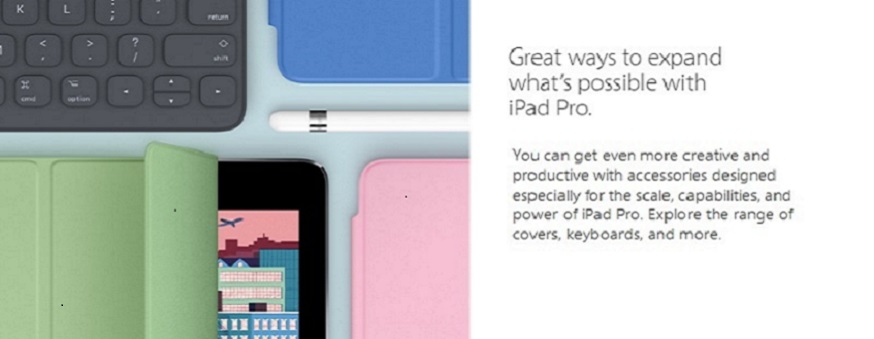 K L : ; " ' return
M < , > . ? / shift
cmd option
Great ways to expand
what's possible with
iPad Pro.
You can get even more creative and
productive with accessories designed
especially for the scale, capabilities, and
power of iPad Pro. Explore the range of
covers, keyboards, and more.